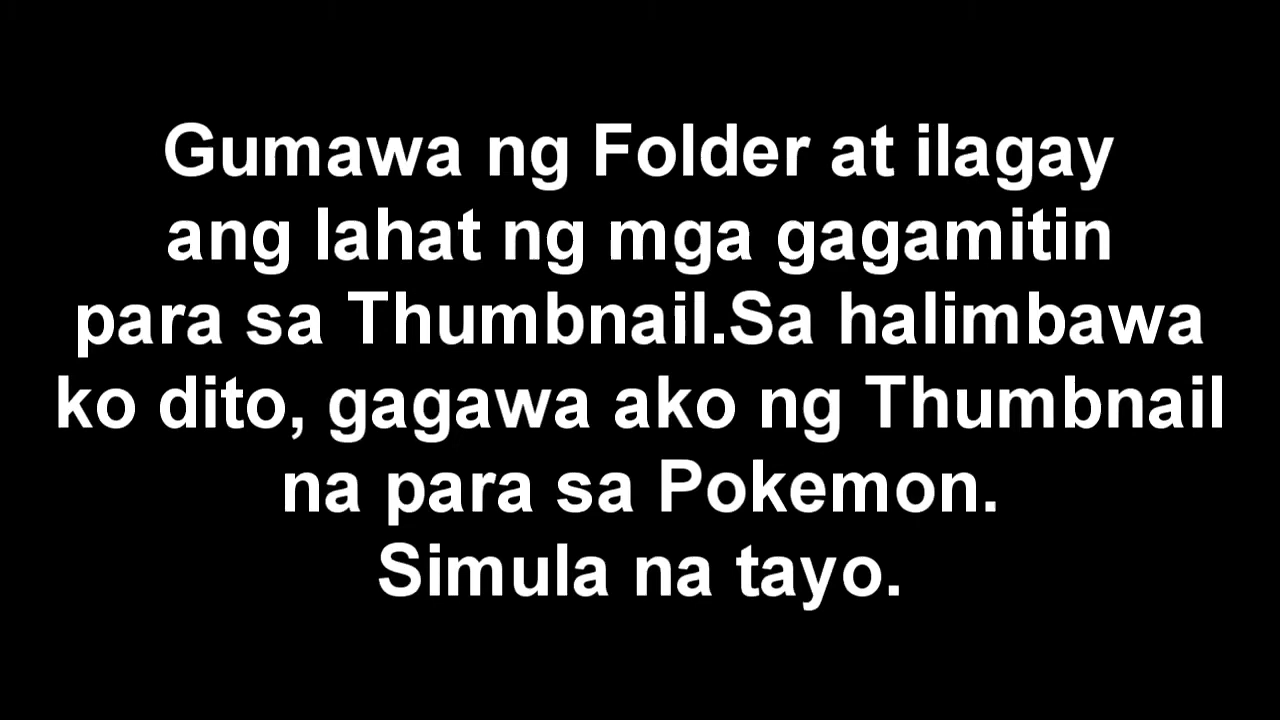 Gumawa ng Folder at ilagay
ang lahat ng mga gagamitin
para sa Thumbnail.Sa halimbawa
ko dito, gagawa ako ng Thumbnail
na para sa Pokemon.
Simula na tayo.